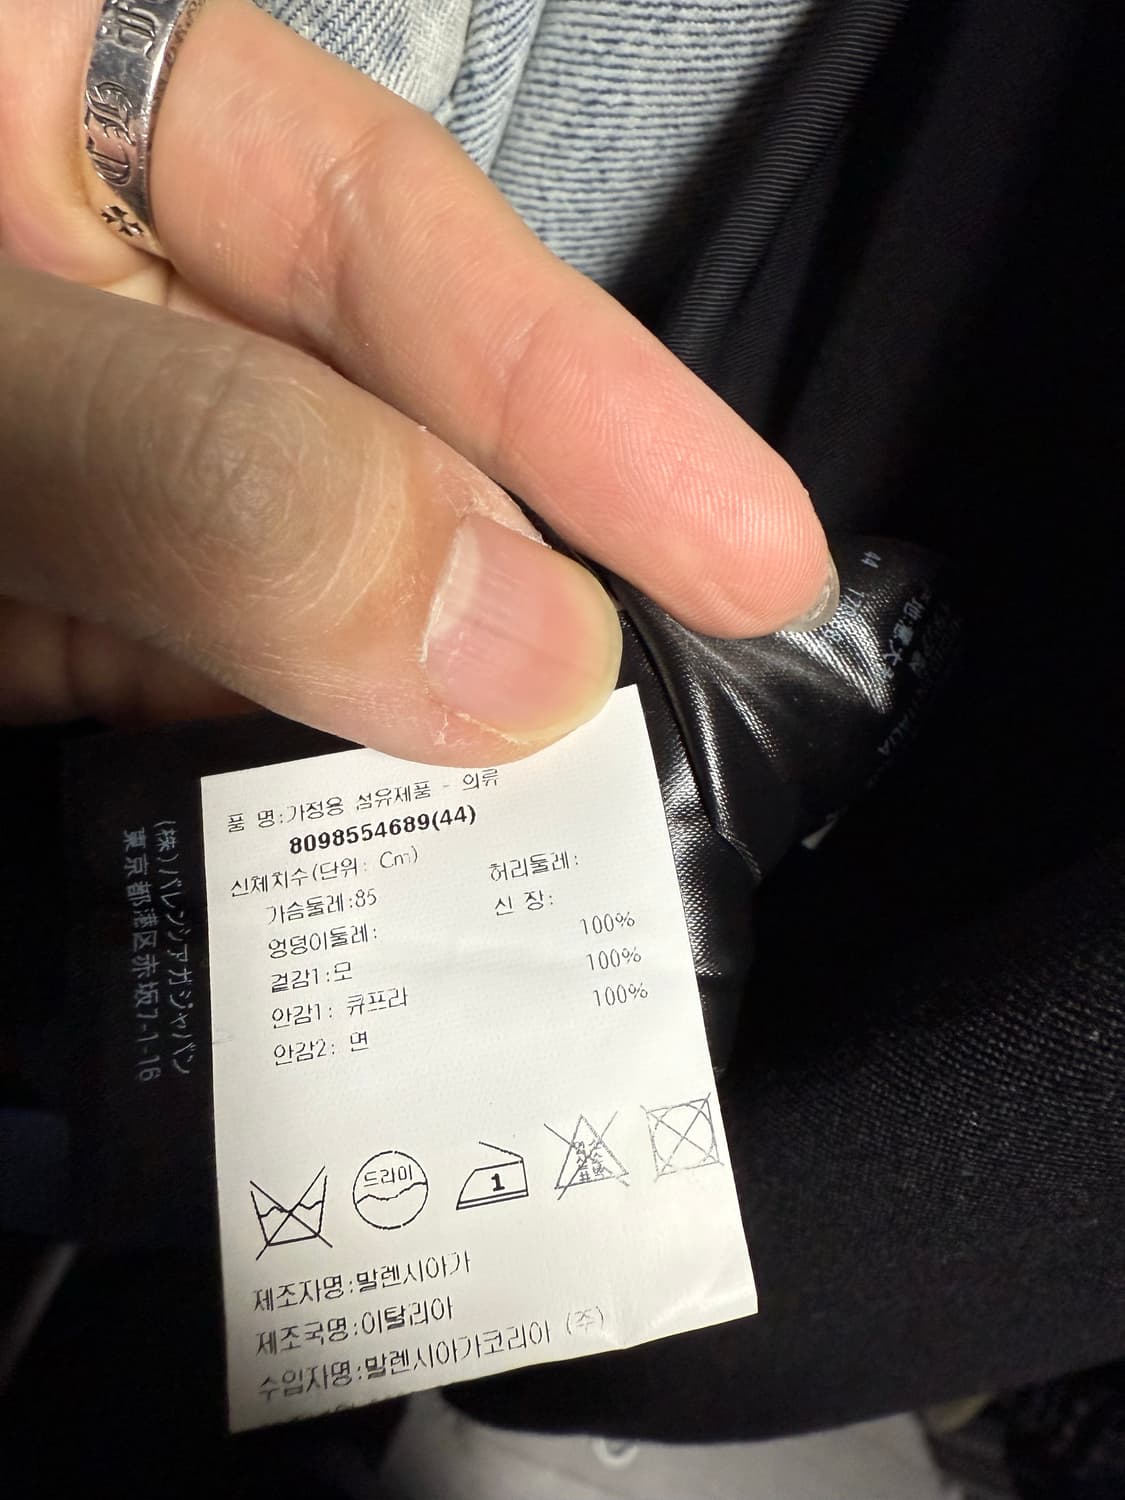 품 명:가정용 섬유제품 - 의류
8098554689(44)
신체치수(단위: Cm)
가슴둘레:85
허리둘레:
엉덩이둘레:
신 장:
겉감1:모 100%
안감1: 큐프라 100%
안감2: 면 100%
드라이
1
제조자명:발렌시아가
제조국명:이탈리아
수입자명:발렌시아가코리아 (주)
(株)バレンシアガジャパン
東京都港区赤坂7-1-16
44